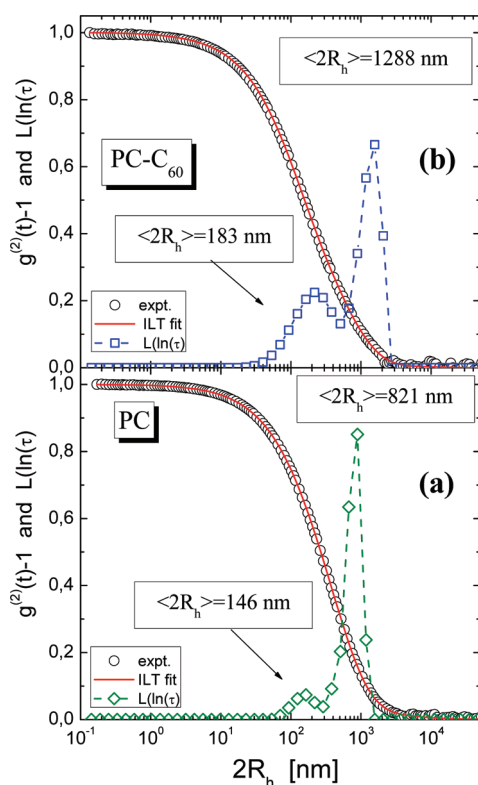 <2Rₕ>=1288 nm
(b)
PC-C₆₀
<2Rₕ>=183 nm
g⁽²⁾(t)-1 and L(ln(τ)
1,0
0,8
0,6
0,4
0,2
0,0
expt.
ILT fit
L(ln(τ)
<2Rₕ>=821 nm
PC
(a)
<2Rₕ>=146 nm
g⁽²⁾(t)-1 and L(ln(τ)
1,0
0,8
0,6
0,4
0,2
0,0
expt.
ILT fit
L(ln(τ)
10⁻¹ 10⁰ 10¹ 10² 10³ 10⁴
2Rₕ [nm]